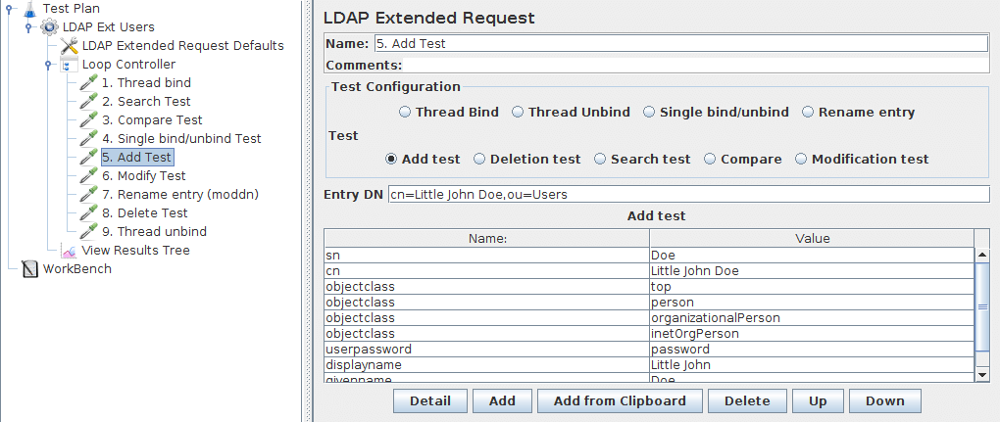 Test Plan
LDAP Ext Users
LDAP Extended Request Defaults
Loop Controller
1. Thread bind
2. Search Test
3. Compare Test
4. Single bind/unbind Test
5. Add Test
6. Modify Test
7. Rename entry (moddn)
8. Delete Test
9. Thread unbind
View Results Tree
WorkBench
LDAP Extended Request
Name: 5. Add Test
Comments:
Test Configuration
Thread Bind Thread Unbind Single bind/unbind Rename entry
Test
Add test Deletion test Search test Compare Modification test
Entry DN cn=Little John Doe,ou=Users
Add test
Name: Value
sn Doe
cn Little John Doe
objectclass top
objectclass person
objectclass organizationalPerson
objectclass inetOrgPerson
userpassword password
displayname Little John
givenname Doe
Detail Add Add from Clipboard Delete Up Down